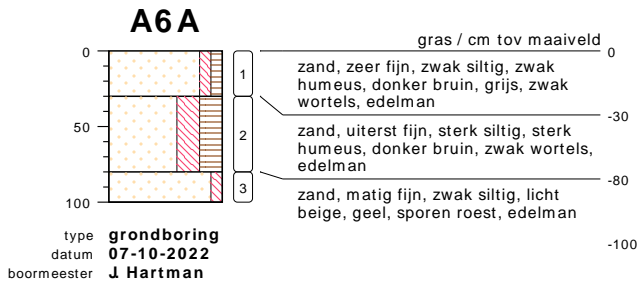 A6A
gras / cm tov maaiveld
0
0
1
zand, zeer fijn, zwak siltig, zwak
humeus, donker bruin, grijs, zwak
wortels, edelman
-30
50
2
zand, uiterst fijn, sterk siltig, sterk
humeus, donker bruin, zwak wortels,
edelman
-80
3
zand, matig fijn, zwak siltig, licht
beige, geel, sporen roest, edelman
100
-100
type grondboring
datum 07-10-2022
boormeester J. Hartman